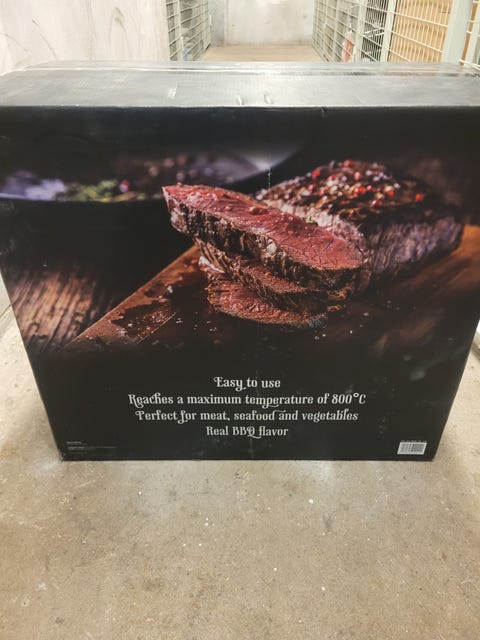 Easy to use
Reaches a maximum temperature of 800°C
Perfect for meat, seafood and vegetables
Real BBQ flavor